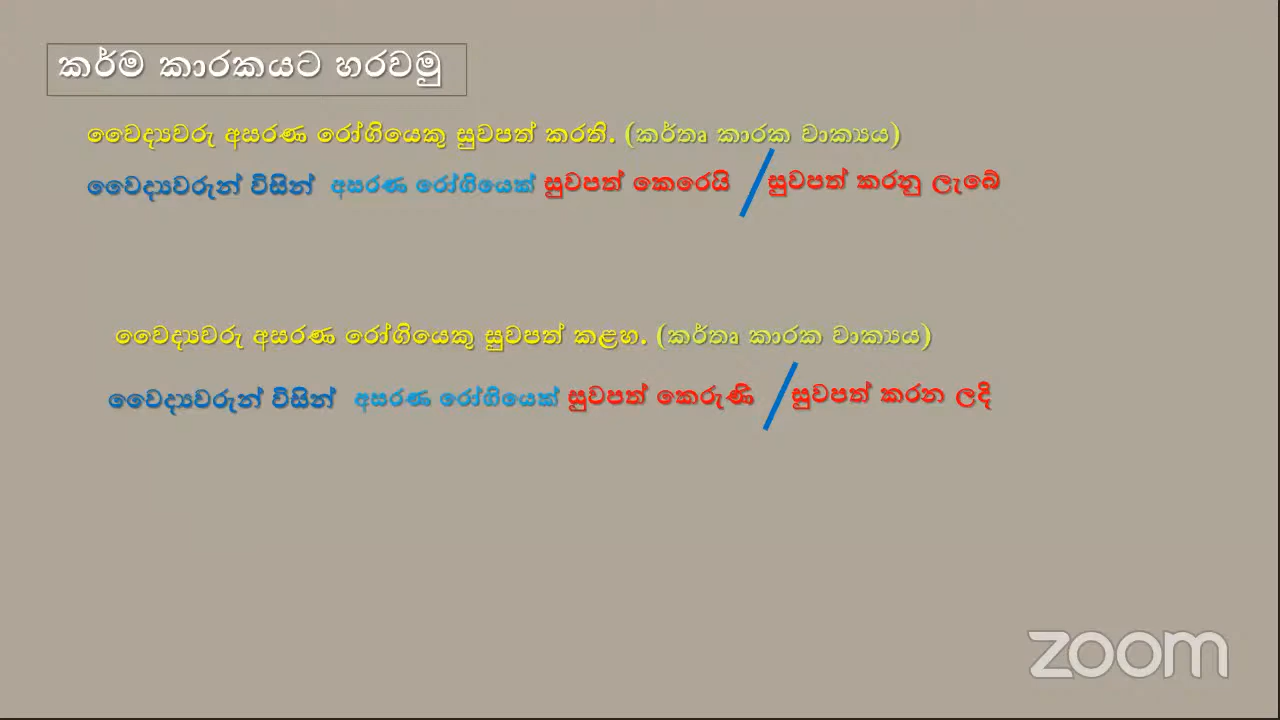 කර්ම කාරකයට හරවමු
වෛද්‍යවරු අසරණ රෝගියෙකු සුවපත් කරති. (කර්තෘ කාරක වාක්‍යය)
වෛද්‍යවරුන් විසින් අසරණ රෝගියෙක් සුවපත් කෙරෙයි / සුවපත් කරනු ලැබේ
වෛද්‍යවරු අසරණ රෝගියෙකු සුවපත් කළහ. (කර්තෘ කාරක වාක්‍යය)
වෛද්‍යවරුන් විසින් අසරණ රෝගියෙක් සුවපත් කෙරුණි / සුවපත් කරන ලදි
zoom